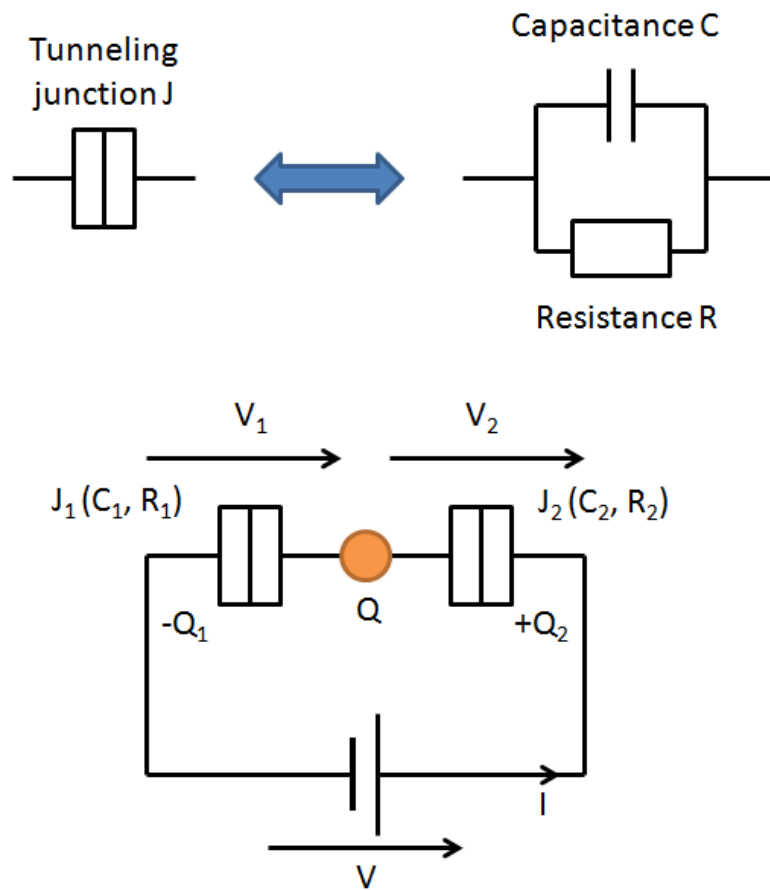 Tunneling
junction J
Capacitance C
Resistance R
V₁
V₂
J₁ (C₁, R₁)
J₂ (C₂, R₂)
-Q₁
Q
+Q₂
I
V